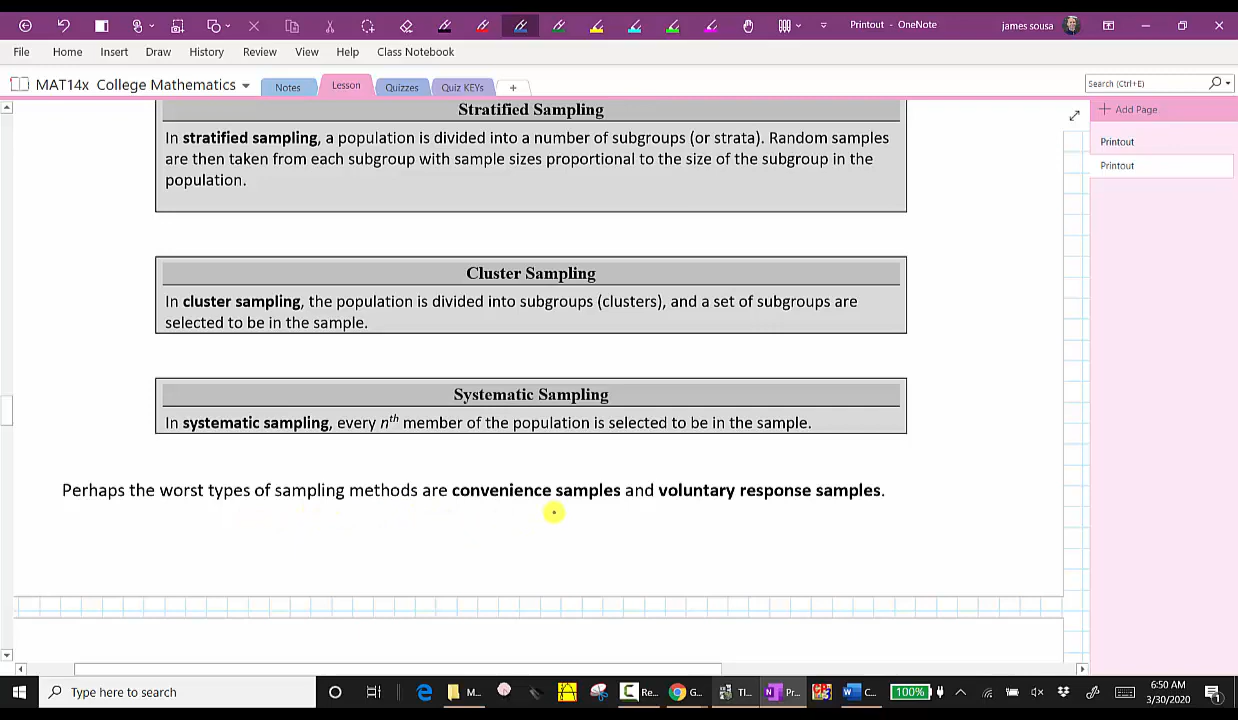 Printout - OneNote
james sousa
File Home Insert Draw History Review View Help Class Notebook
MAT14x College Mathematics
Notes
Lesson
Quizzes
Quiz KEYs
Search (Ctrl+E)
Add Page
Printout
Printout
Stratified Sampling
In stratified sampling, a population is divided into a number of subgroups (or strata). Random samples
are then taken from each subgroup with sample sizes proportional to the size of the subgroup in the
population.
Cluster Sampling
In cluster sampling, the population is divided into subgroups (clusters), and a set of subgroups are
selected to be in the sample.
Systematic Sampling
In systematic sampling, every nth member of the population is selected to be in the sample.
Perhaps the worst types of sampling methods are convenience samples and voluntary response samples.
Type here to search
M...
Re...
G...
TI...
Pr...
C...
100%
6:50 AM
3/30/2020
1